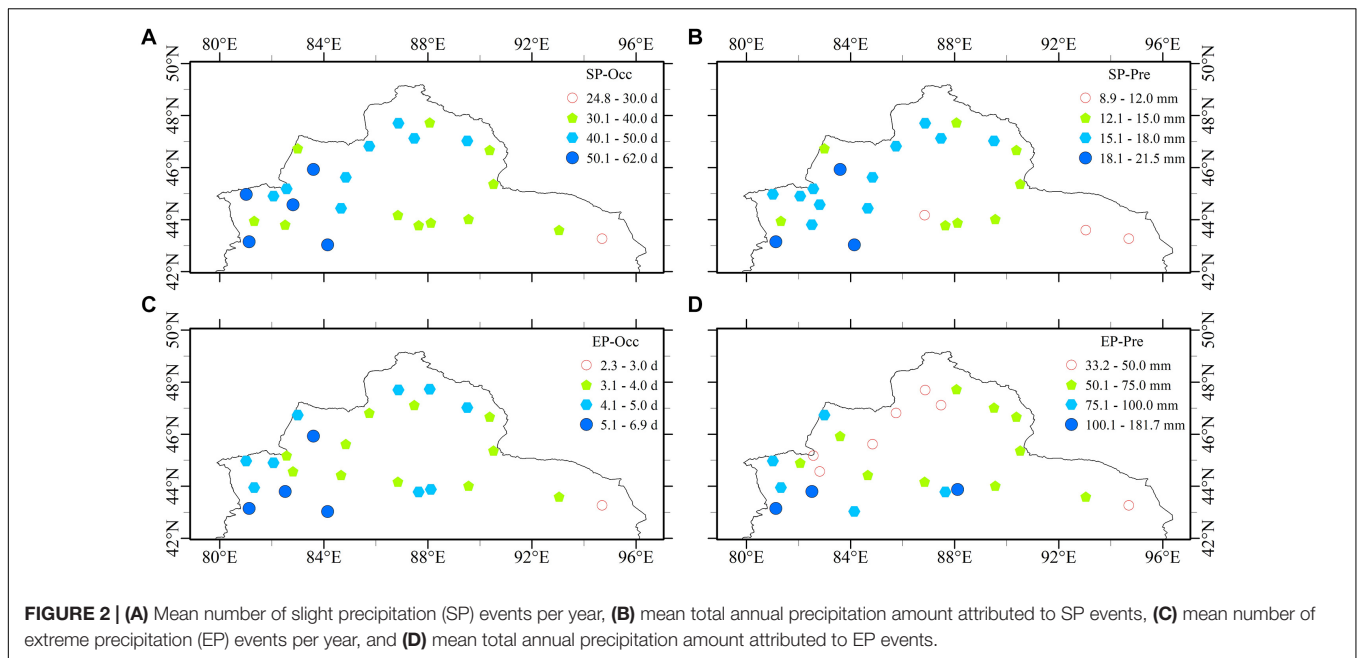 A
80°E 84°E 88°E 92°E 96°E
50°N
48°N
46°N
44°N
42°N
SP-Occ
24.8 - 30.0 d
30.1 - 40.0 d
40.1 - 50.0 d
50.1 - 62.0 d
B
80°E 84°E 88°E 92°E 96°E
50°N
48°N
46°N
44°N
42°N
SP-Pre
8.9 - 12.0 mm
12.1 - 15.0 mm
15.1 - 18.0 mm
18.1 - 21.5 mm
C
50°N
48°N
46°N
44°N
42°N
EP-Occ
2.3 - 3.0 d
3.1 - 4.0 d
4.1 - 5.0 d
5.1 - 6.9 d
80°E 84°E 88°E 92°E 96°E
D
50°N
48°N
46°N
44°N
42°N
EP-Pre
33.2 - 50.0 mm
50.1 - 75.0 mm
75.1 - 100.0 mm
100.1 - 181.7 mm
80°E 84°E 88°E 92°E 96°E
FIGURE 2 | (A) Mean number of slight precipitation (SP) events per year, (B) mean total annual precipitation amount attributed to SP events, (C) mean number of
extreme precipitation (EP) events per year, and (D) mean total annual precipitation amount attributed to EP events.